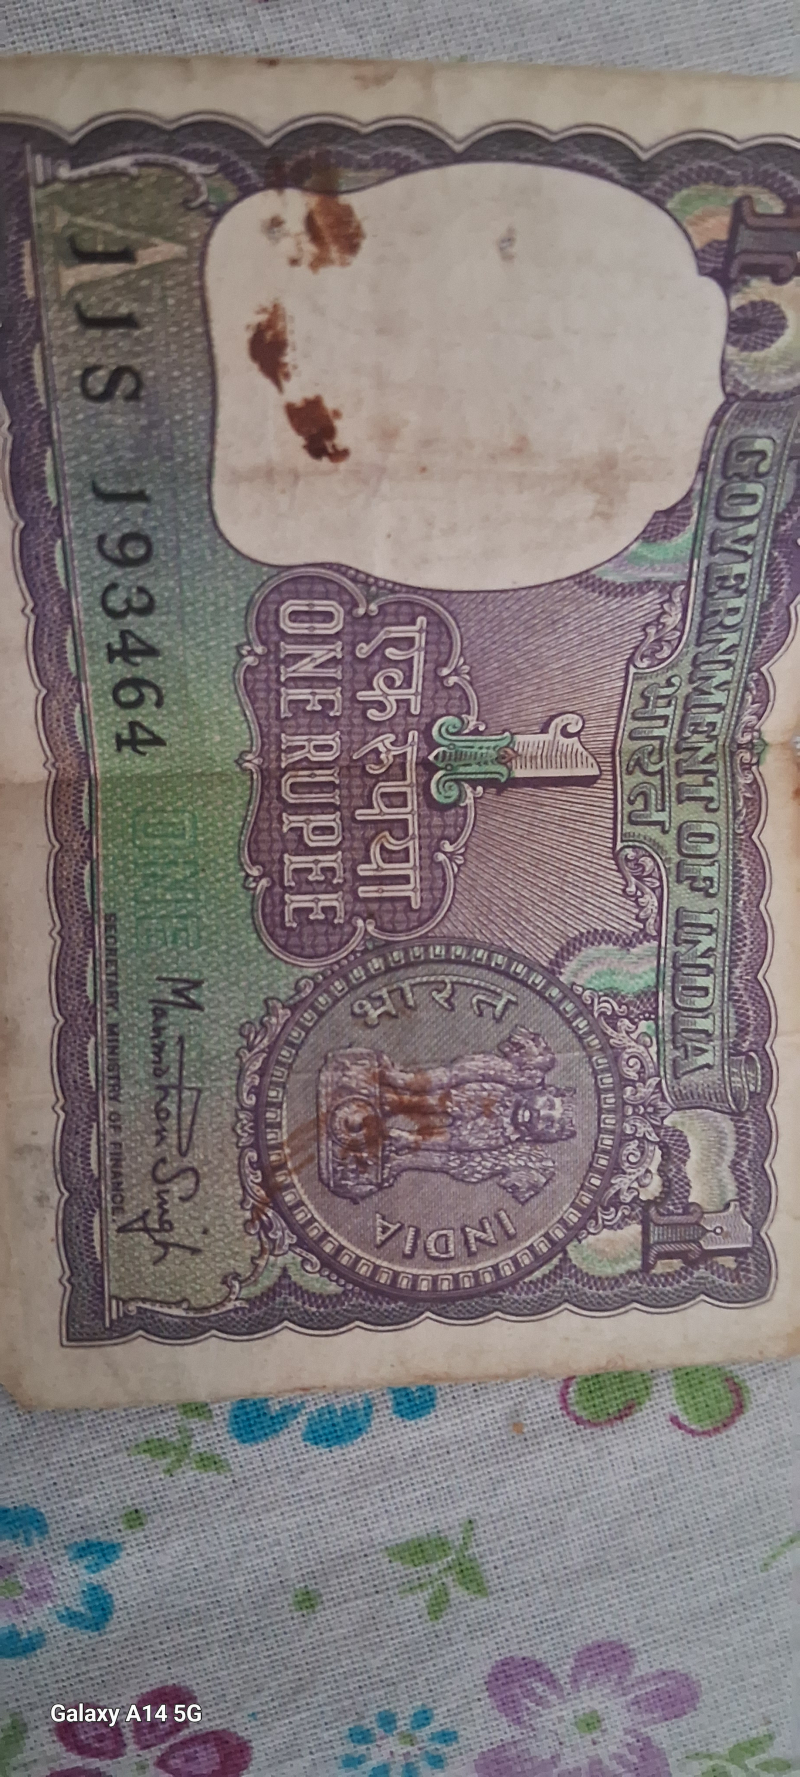 1
GOVERNMENT OF INDIA
भारत
1
1
एक रुपया
ONE RUPEE
भारत
INDIA
A
JJS 193464
ONE
Manmohan Singh
SECRETARY, MINISTRY OF FINANCE
Galaxy A14 5G